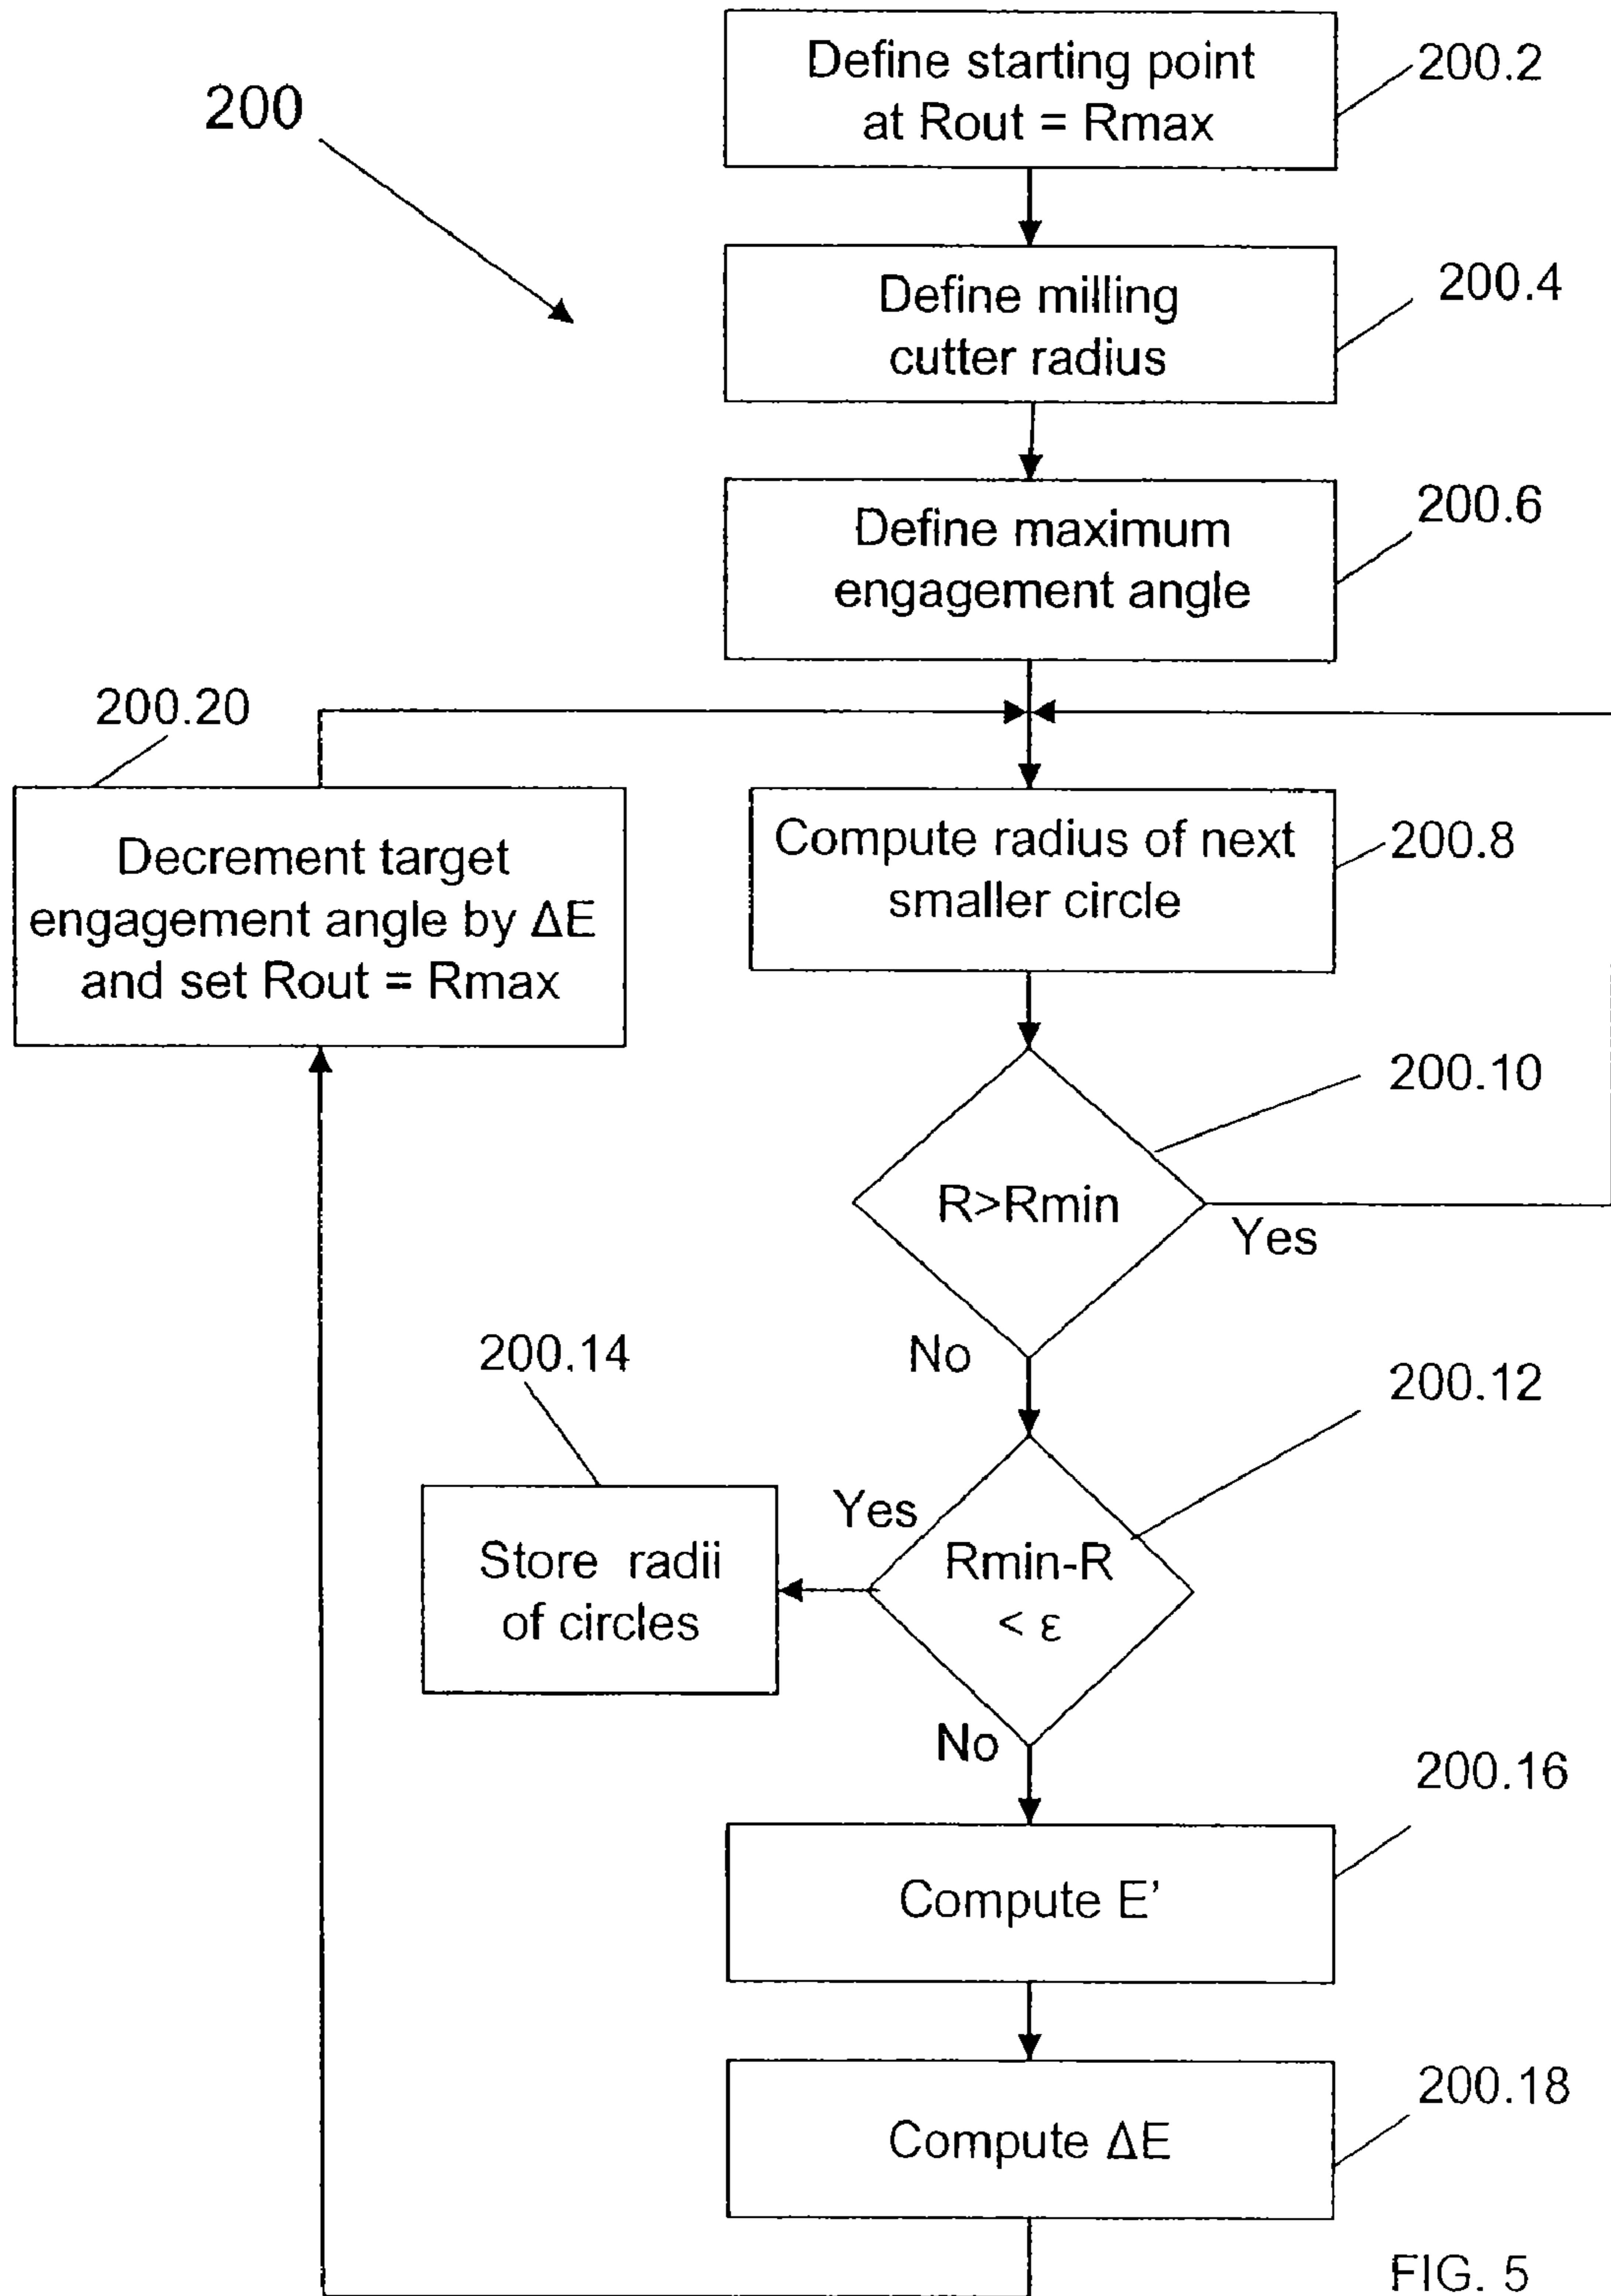 200
Define starting point
at Rout = Rmax
200.2
Define milling
cutter radius
200.4
Define maximum
engagement angle
200.6
200.20
Decrement target
engagement angle by ΔE
and set Rout = Rmax
Compute radius of next
smaller circle
200.8
R>Rmin
200.10
Yes
No
200.14
Store radii
of circles
Yes
Rmin-R
< ε
200.12
No
Compute E’
200.16
Compute ΔE
200.18
FIG. 5